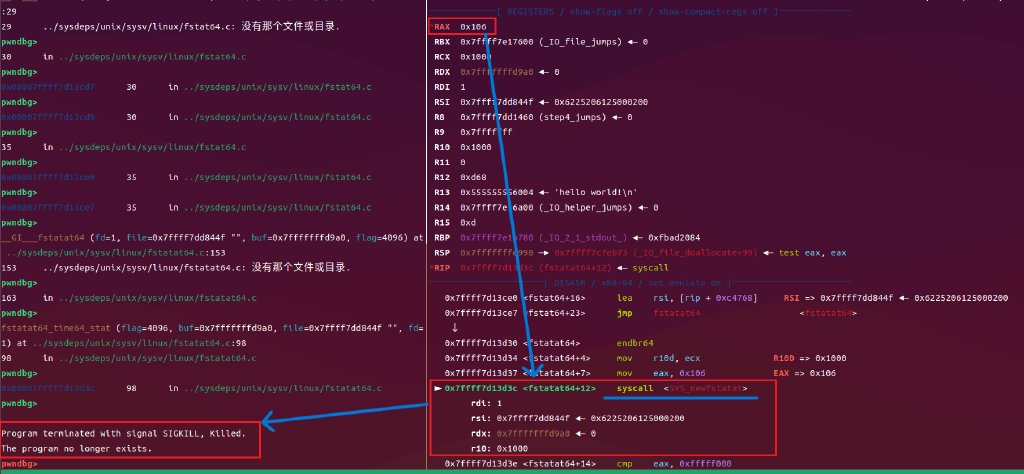 :29
29 ../sysdeps/unix/sysv/linux/fstat64.c: 没有那个文件或目录.
pwndbg>
30 in ../sysdeps/unix/sysv/linux/fstat64.c
pwndbg>
0x00007ffff7d13cd7 30 in ../sysdeps/unix/sysv/linux/fstat64.c
pwndbg>
30 in ../sysdeps/unix/sysv/linux/fstat64.c
pwndbg>
35 in ../sysdeps/unix/sysv/linux/fstat64.c
pwndbg>
0x00007ffff7d13ce0 35 in ../sysdeps/unix/sysv/linux/fstat64.c
pwndbg>
0x00007ffff7d13ce7 35 in ../sysdeps/unix/sysv/linux/fstat64.c
pwndbg>
__GI___fstatat64 (fd=1, file=0x7ffff7dd844f "", buf=0x7fffffffd9a0, flag=4096) at
../sysdeps/unix/sysv/linux/fstatat64.c:153
153 ../sysdeps/unix/sysv/linux/fstatat64.c: 没有那个文件或目录.
pwndbg>
163 in ../sysdeps/unix/sysv/linux/fstatat64.c
pwndbg>
fstatat64_time64_stat (flag=4096, buf=0x7fffffffd9a0, file=0x7ffff7dd844f "", fd=
1) at ../sysdeps/unix/sysv/linux/fstatat64.c:98
98 in ../sysdeps/unix/sysv/linux/fstatat64.c
pwndbg>
0x00007ffff7d13d3c 98 in ../sysdeps/unix/sysv/linux/fstatat64.c
pwndbg>
Program terminated with signal SIGKILL, Killed.
The program no longer exists.
pwndbg>
[ REGISTERS / show-flags off / show-compact-regs off ]
*RAX 0x106
RBX 0x7ffff7e17600 (_IO_file_jumps) ◂— 0
RCX 0x1000
RDX 0x7fffffffd9a0 ◂— 0
RDI 1
RSI 0x7ffff7dd844f ◂— 0x6225206125000200
R8 0x7ffff7dd1460 (step4_jumps) ◂— 0
R9 0x7fffffff
R10 0x1000
R11 0
R12 0xd68
R13 0x555555556004 ◂— 'hello world!\n'
R14 (_IO_helper_jumps) ◂— 0
R15 0xd
RBP (_IO_2_1_stdout_) ◂— 0xfbad2084
RSP —▸ 0x7ffff7c7eb73 (_IO_file_doallocate+99) ◂— test eax, eax
*RIP 0x7ffff7d13d3c (fstatat64+12) ◂— syscall
[ DISASM / x86-64 / set emulate on ]
0x7ffff7d13ce0 <fstat64+16> lea rsi, [rip + 0xc4768] RSI => 0x7ffff7dd844f ◂— 0x6225206125000200
0x7ffff7d13ce7 <fstat64+23> jmp fstatat64 <fstatat64>
↓
0x7ffff7d13d30 <fstatat64> endbr64
0x7ffff7d13d34 <fstatat64+4> mov r10d, ecx R10D => 0x1000
0x7ffff7d13d37 <fstatat64+7> mov eax, 0x106 EAX => 0x106
► 0x7ffff7d13d3c <fstatat64+12> syscall <SYS_newfstatat>
rdi: 1
rsi: 0x7ffff7dd844f ◂— 0x6225206125000200
rdx: 0x7fffffffd9a0 ◂— 0
r10: 0x1000
0x7ffff7d13d3e <fstatat64+14> cmp eax, 0xfffff000